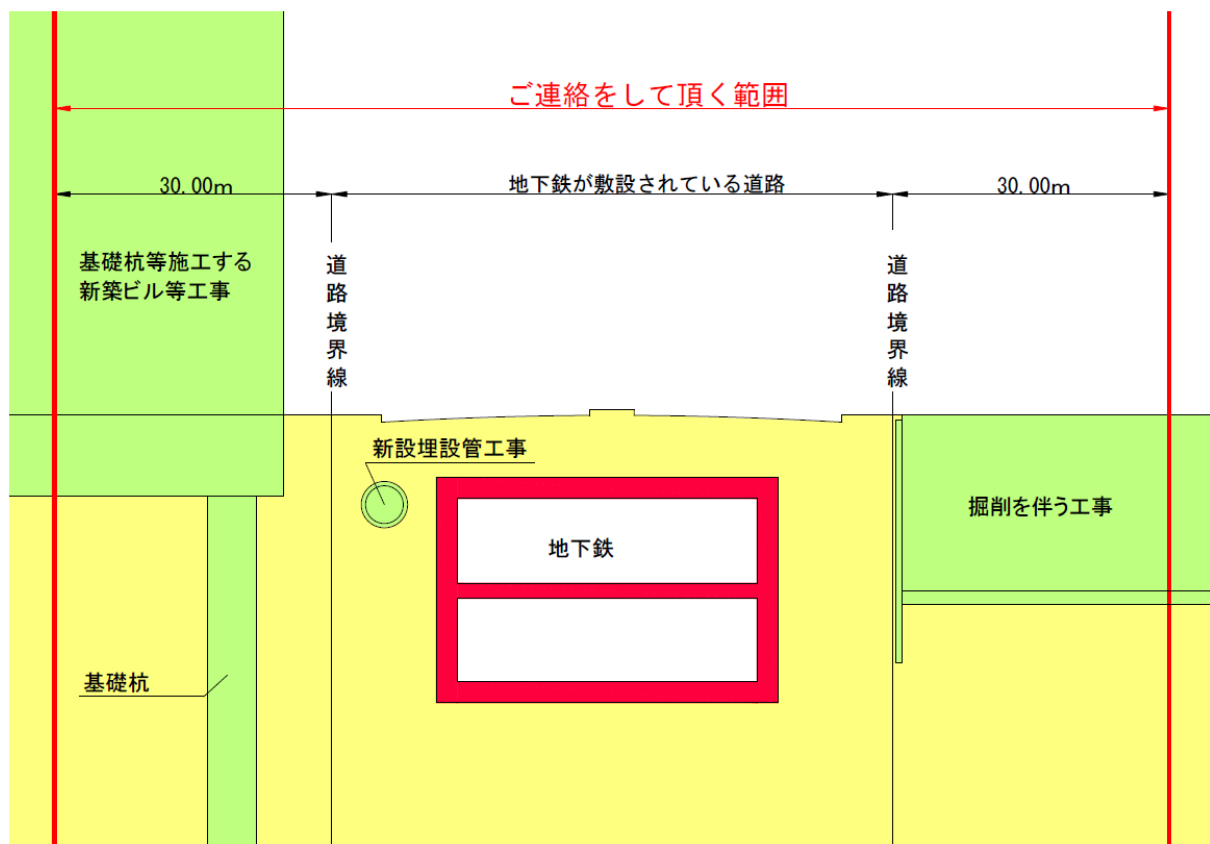 ご連絡をして頂く範囲
30.00m
地下鉄が敷設されている道路
30.00m
基礎杭等施工する
新築ビル等工事
道路境界線
道路境界線
新設埋設管工事
地下鉄
掘削を伴う工事
基礎杭